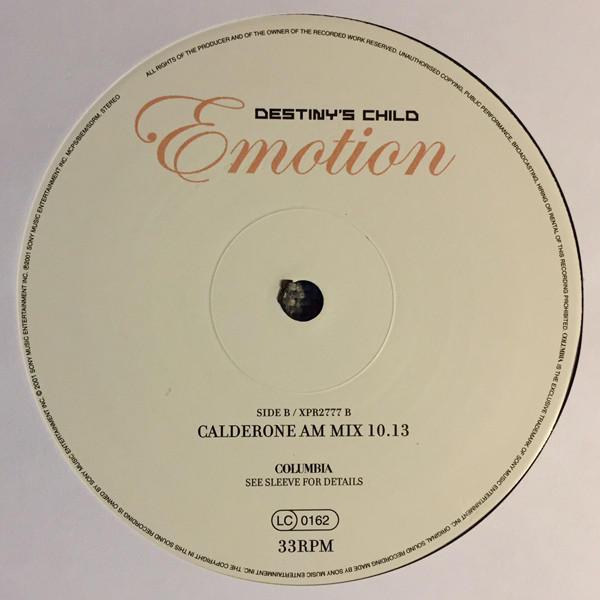 DESTINY'S CHILD
Emotion
SIDE B / XPR2777 B
CALDERONE AM MIX 10.13
COLUMBIA
SEE SLEEVE FOR DETAILS
LC 0162
33RPM
ALL RIGHTS OF THE PRODUCER AND OF THE OWNER OF THE RECORDED WORK RESERVED. UNAUTHORISED COPYING, PUBLIC PERFORMANCE, BROADCASTING, HIRING OR RENTAL OF THIS RECORDING PROHIBITED. COLUMBIA IS THE EXCLUSIVE TRADEMARK OF SONY MUSIC ENTERTAINMENT INC. ORIGINAL SOUND RECORDING MADE BY SONY MUSIC ENTERTAINMENT INC. THE COPYRIGHT IN THIS SOUND RECORDING IS OWNED BY SONY MUSIC ENTERTAINMENT INC. © 2001 SONY MUSIC ENTERTAINMENT INC. ℗2001 SONY MUSIC ENTERTAINMENT INC. MCPS/BIEM/SDRM. STEREO